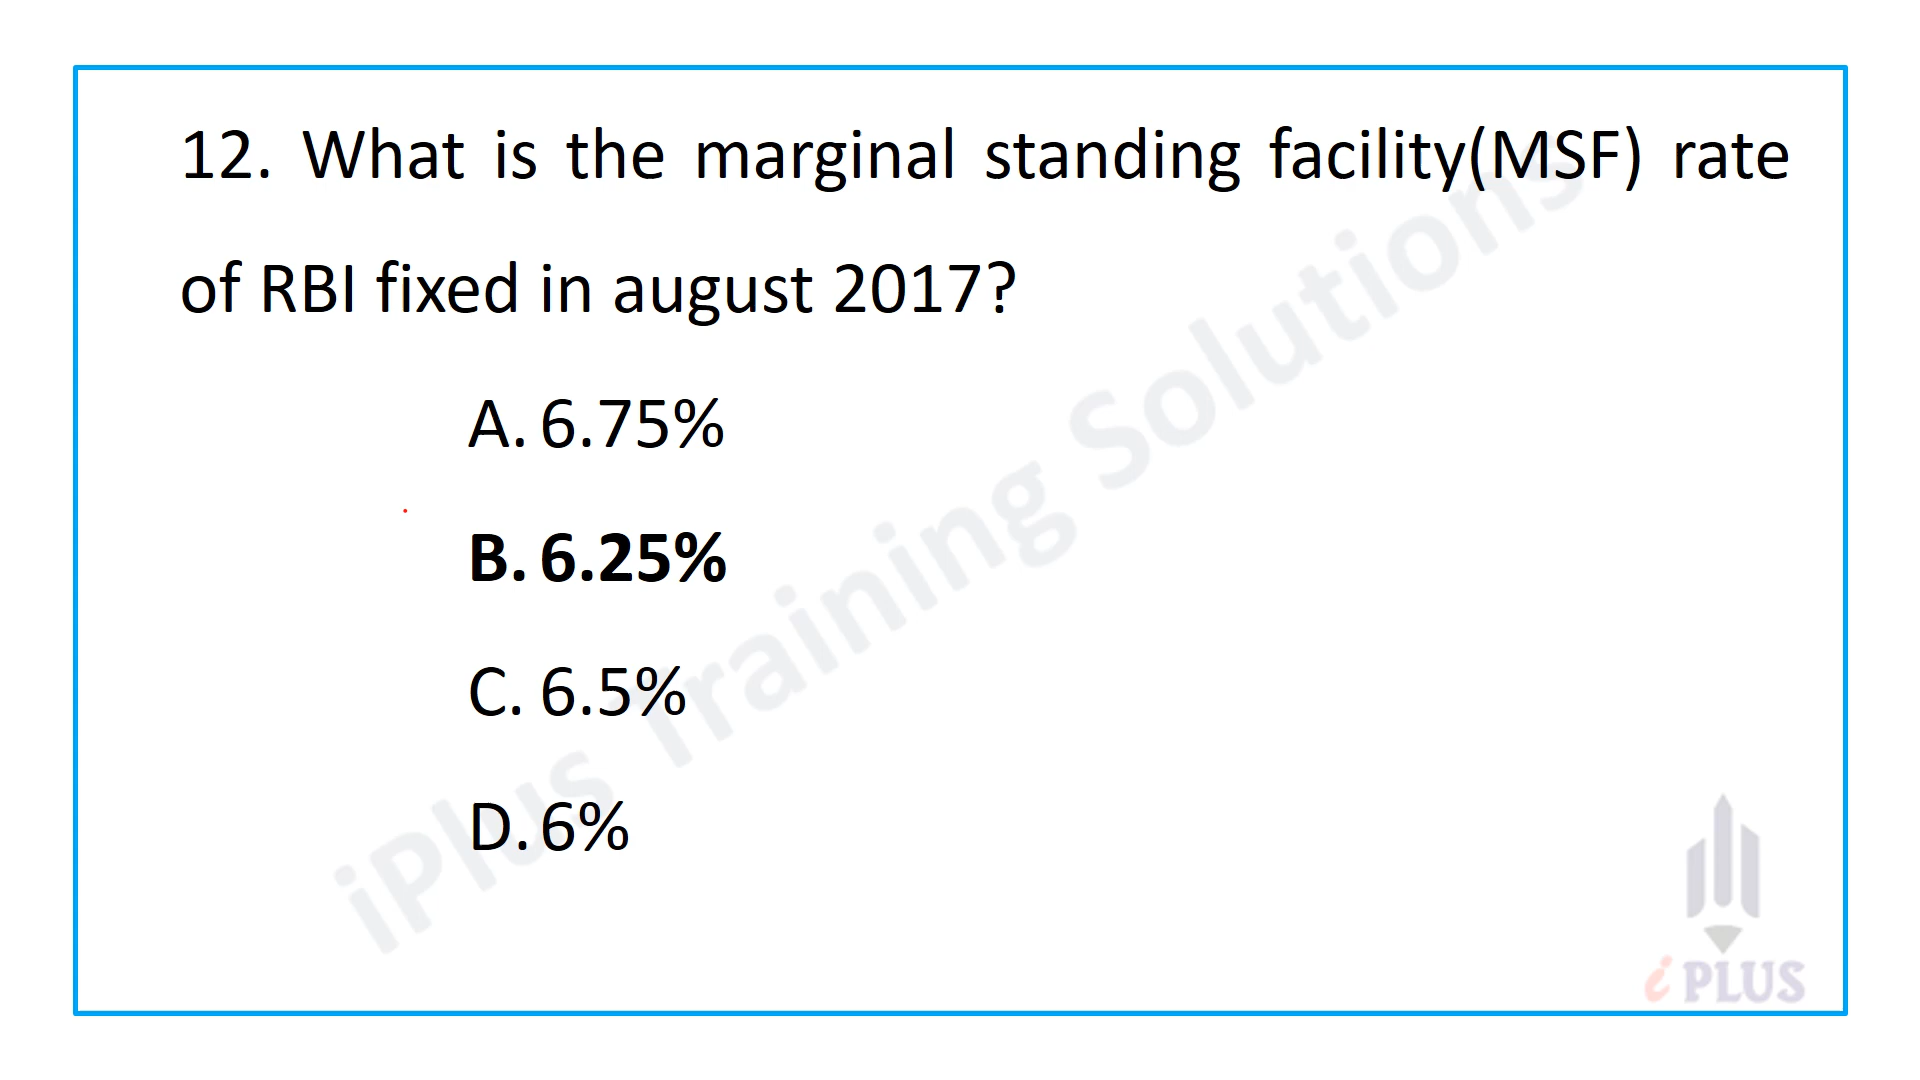 12. What is the marginal standing facility(MSF) rate
of RBI fixed in august 2017?
A. 6.75%
B. 6.25%
C. 6.5%
D. 6%
iPlus Training Solutions
i PLUS